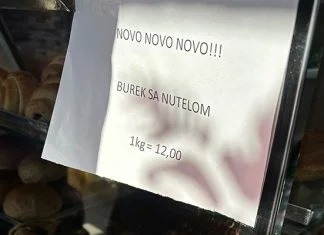 NOVO NOVO NOVO!!!
BUREK SA NUTELOM
1kg = 12,00